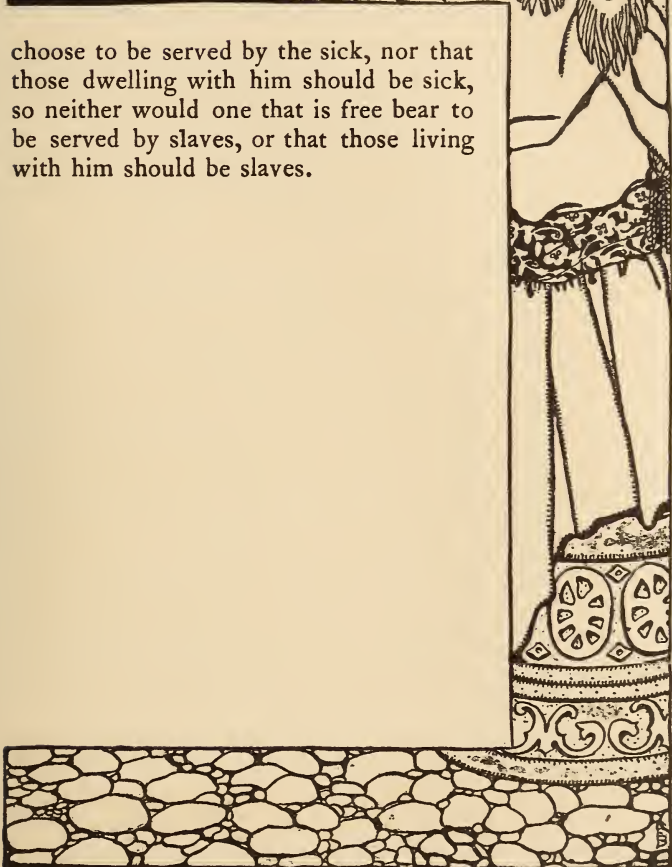 choose to be served by the sick, nor that
those dwelling with him should be sick,
so neither would one that is free bear to
be served by slaves, or that those living
with him should be slaves.